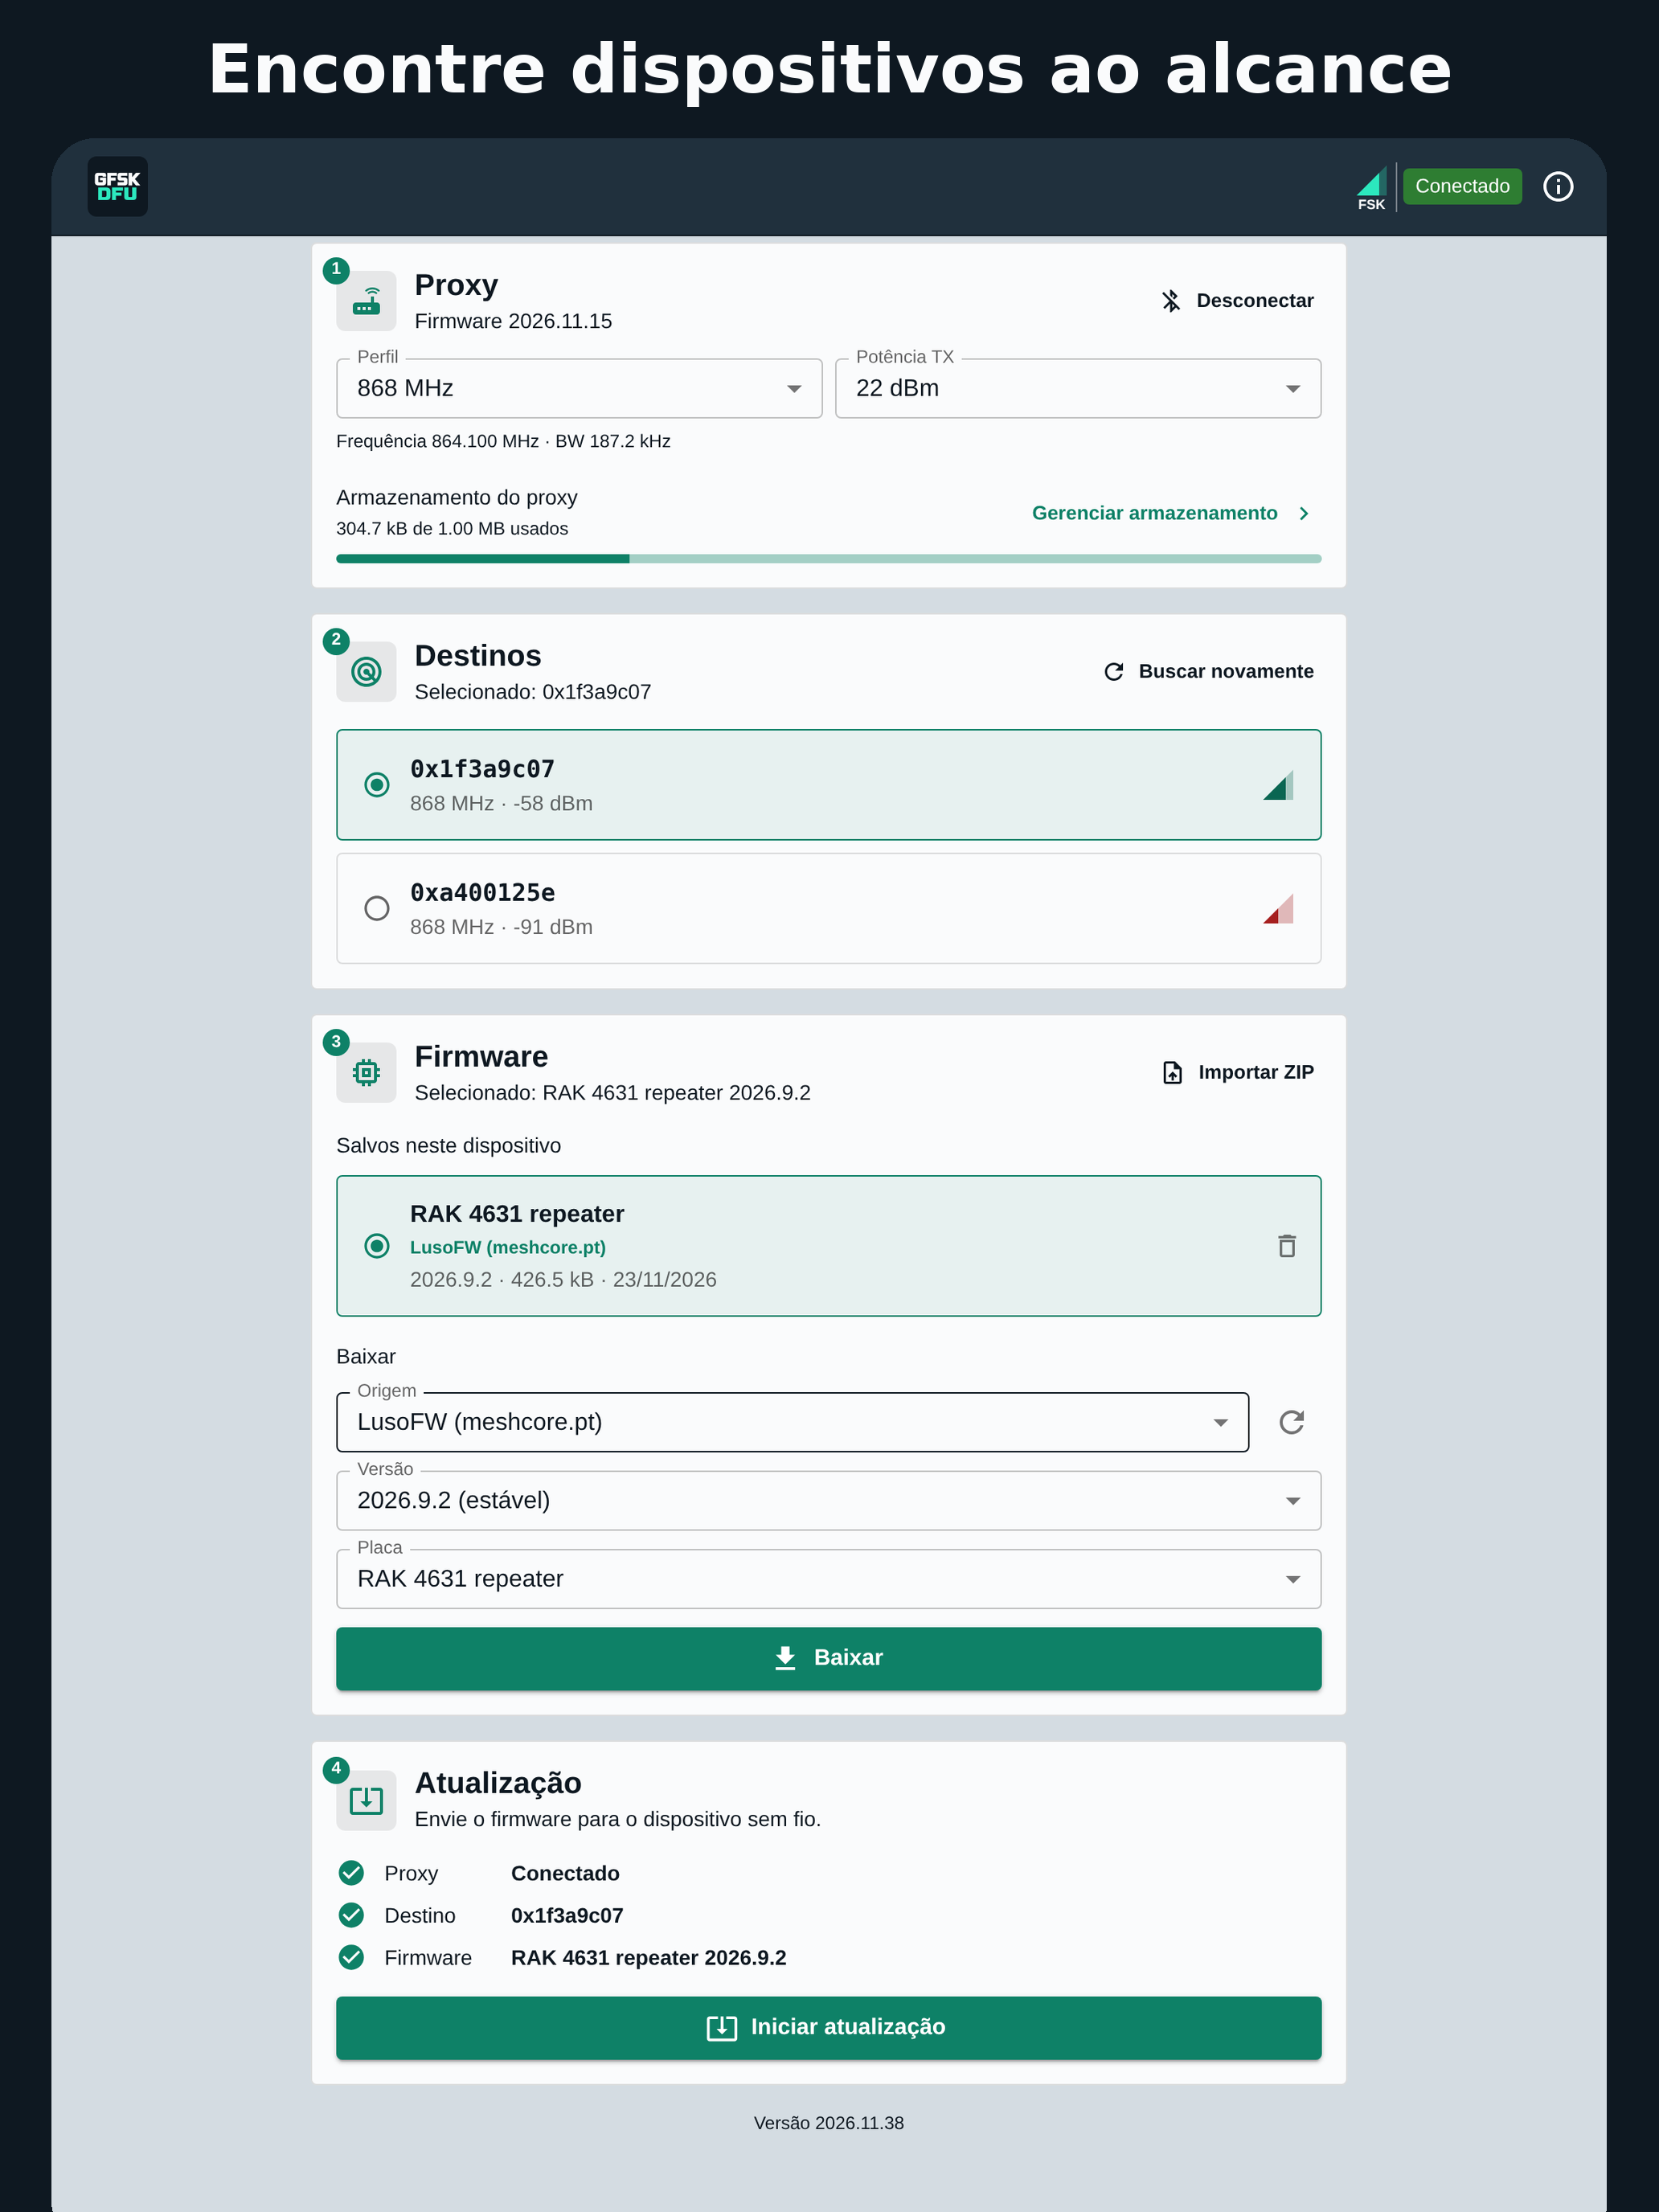 Encontre dispositivos ao alcance
GFSK
DFU
FSK
Conectado
1
Proxy
Firmware 2026.11.15
Desconectar
Perfil
868 MHz
Potência TX
22 dBm
Frequência 864.100 MHz · BW 187.2 kHz
Armazenamento do proxy
304.7 kB de 1.00 MB usados
Gerenciar armazenamento
2
Destinos
Selecionado: 0x1f3a9c07
Buscar novamente
0x1f3a9c07
868 MHz · -58 dBm
0xa400125e
868 MHz · -91 dBm
3
Firmware
Selecionado: RAK 4631 repeater 2026.9.2
Importar ZIP
Salvos neste dispositivo
RAK 4631 repeater
LusoFW (meshcore.pt)
2026.9.2 · 426.5 kB · 23/11/2026
Baixar
Origem
LusoFW (meshcore.pt)
Versão
2026.9.2 (estável)
Placa
RAK 4631 repeater
Baixar
4
Atualização
Envie o firmware para o dispositivo sem fio.
Proxy Conectado
Destino 0x1f3a9c07
Firmware RAK 4631 repeater 2026.9.2
Iniciar atualização
Versão 2026.11.38